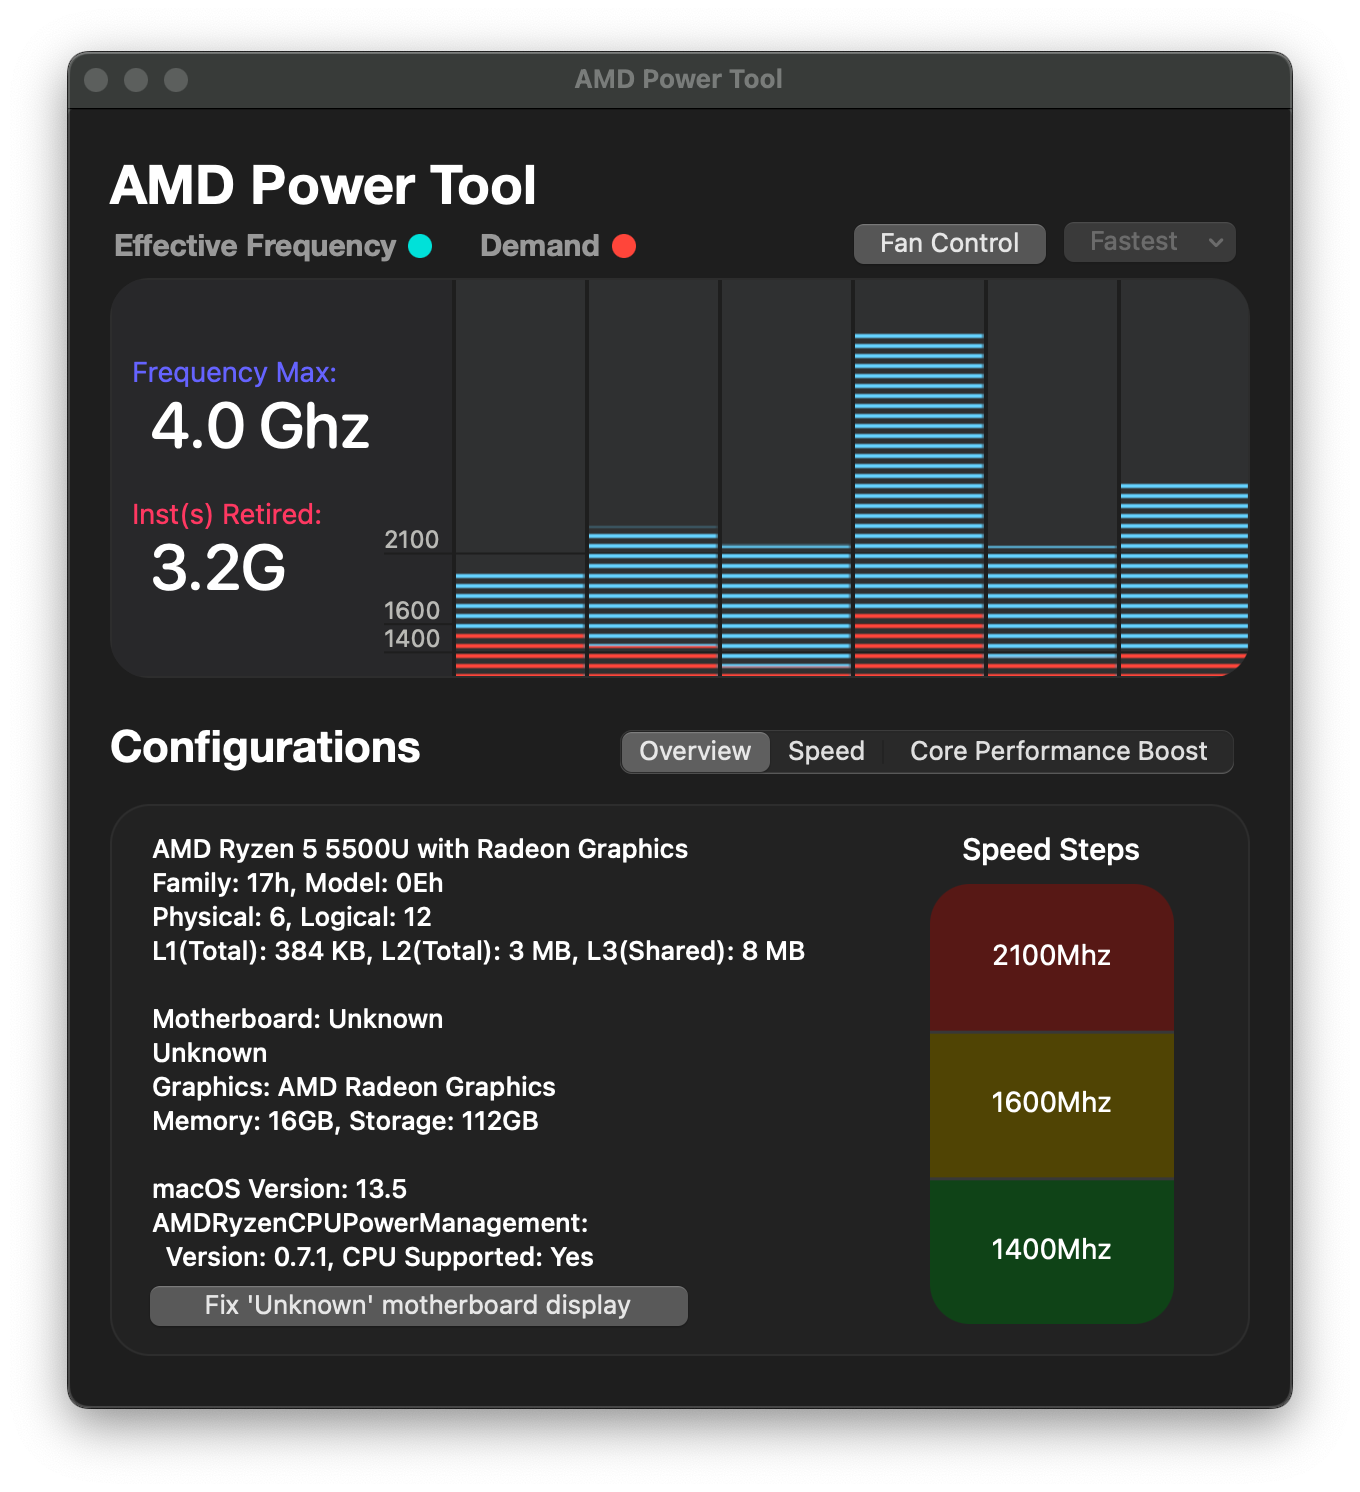 AMD Power Tool
AMD Power Tool
Effective Frequency
Demand
Fan Control
Fastest
Frequency Max:
4.0 Ghz
Inst(s) Retired:
3.2G
2100
1600
1400
Configurations
Overview
Speed
Core Performance Boost
AMD Ryzen 5 5500U with Radeon Graphics
Family: 17h, Model: 0Eh
Physical: 6, Logical: 12
L1(Total): 384 KB, L2(Total): 3 MB, L3(Shared): 8 MB
Motherboard: Unknown
Unknown
Graphics: AMD Radeon Graphics
Memory: 16GB, Storage: 112GB
macOS Version: 13.5
AMDRyzenCPUPowerManagement:
Version: 0.7.1, CPU Supported: Yes
Fix 'Unknown' motherboard display
Speed Steps
2100Mhz
1600Mhz
1400Mhz